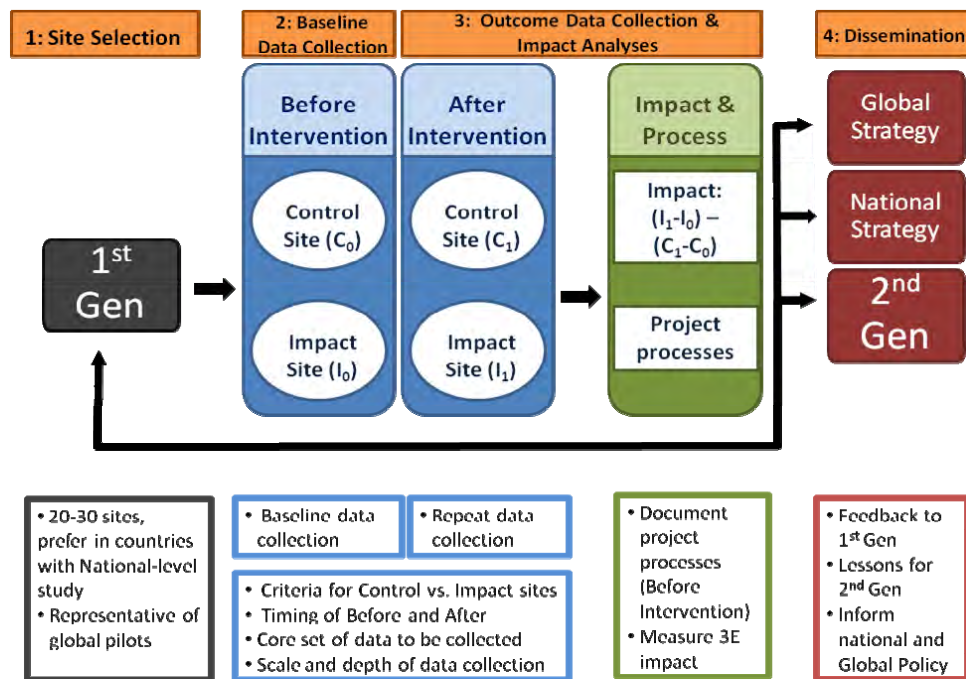 1: Site Selection
2: Baseline
Data Collection
3: Outcome Data Collection &
Impact Analyses
4: Dissemination
Before
Intervention
Control
Site (C₀)
Impact
Site (I₀)
After
Intervention
Control
Site (C₁)
Impact
Site (I₁)
Impact &
Process
Impact:
(I₁-I₀) –
(C₁-C₀)
Project
processes
1st
Gen
Global
Strategy
National
Strategy
2nd
Gen
• 20-30 sites,
prefer in countries
with National-level
study
• Representative of
global pilots
• Baseline data
collection
• Repeat data
collection
• Criteria for Control vs. Impact sites
• Timing of Before and After
• Core set of data to be collected
• Scale and depth of data collection
• Document
project
processes
(Before
Intervention)
• Measure 3E
impact
• Feedback to
1st Gen
• Lessons for
2nd Gen
• Inform
national and
Global Policy